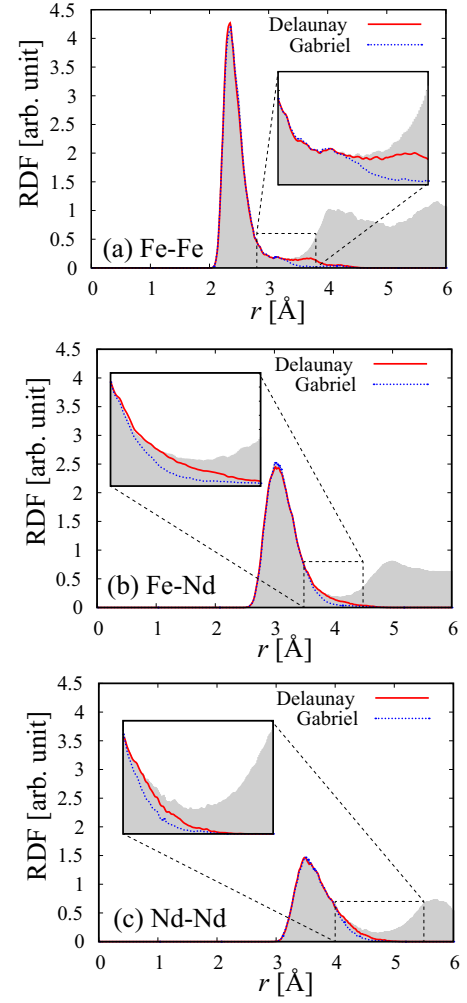 4.5
4
3.5
3
2.5
2
1.5
1
0.5
0
RDF [arb. unit]
Delaunay
Gabriel
(a) Fe-Fe
0 1 2 3 4 5 6
r [Å]
4.5
4
3.5
3
2.5
2
1.5
1
0.5
0
RDF [arb. unit]
Delaunay
Gabriel
(b) Fe-Nd
0 1 2 3 4 5 6
r [Å]
4.5
4
3.5
3
2.5
2
1.5
1
0.5
0
RDF [arb. unit]
Delaunay
Gabriel
(c) Nd-Nd
0 1 2 3 4 5 6
r [Å]